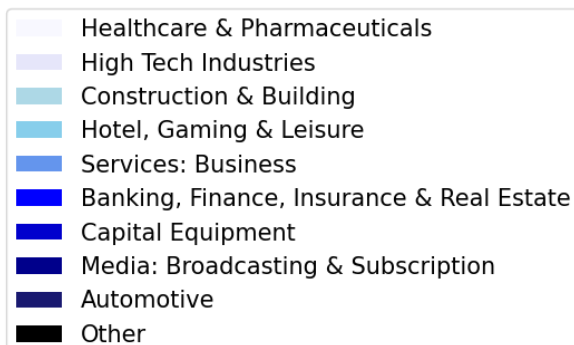 Healthcare & Pharmaceuticals
High Tech Industries
Construction & Building
Hotel, Gaming & Leisure
Services: Business
Banking, Finance, Insurance & Real Estate
Capital Equipment
Media: Broadcasting & Subscription
Automotive
Other